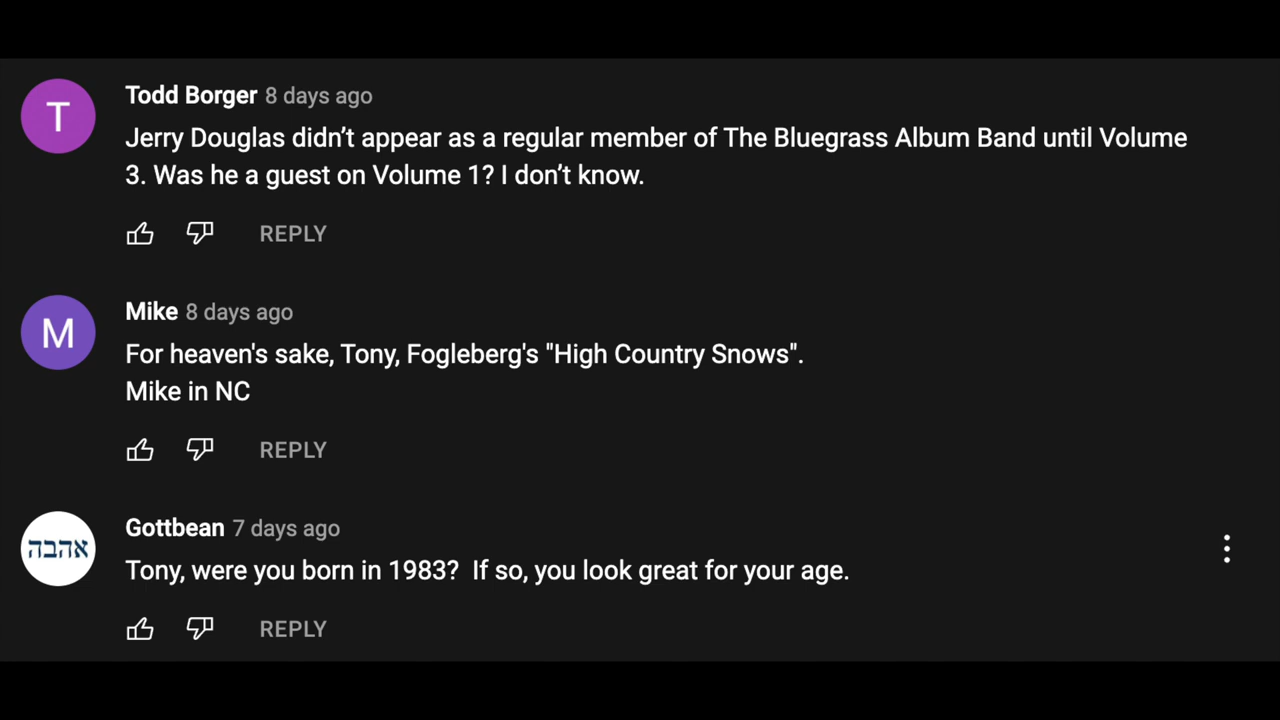 T
Todd Borger 8 days ago
Jerry Douglas didn’t appear as a regular member of The Bluegrass Album Band until Volume
3. Was he a guest on Volume 1? I don’t know.
REPLY
M
Mike 8 days ago
For heaven's sake, Tony, Fogleberg's "High Country Snows".
Mike in NC
REPLY
אהבה
Gottbean 7 days ago
Tony, were you born in 1983?  If so, you look great for your age.
REPLY